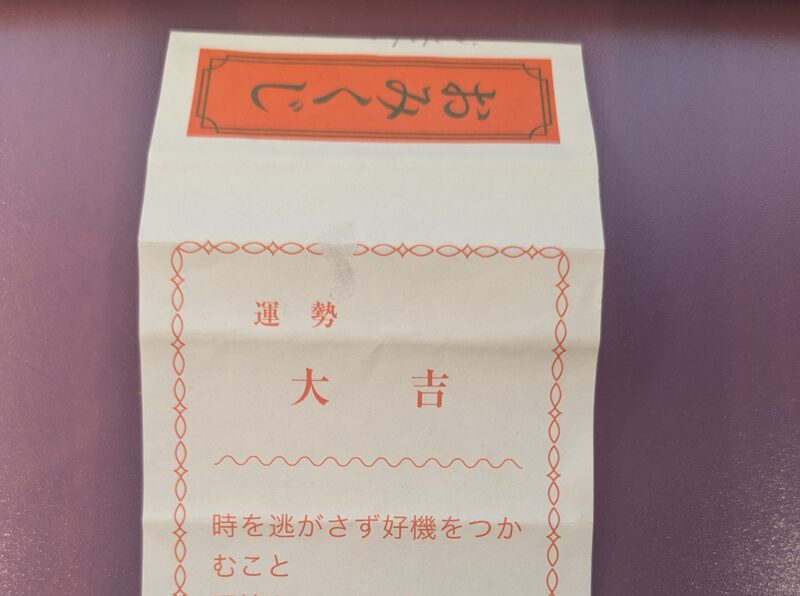 おみくじ
運勢
大吉
時を逃がさず好機をつか
むこと